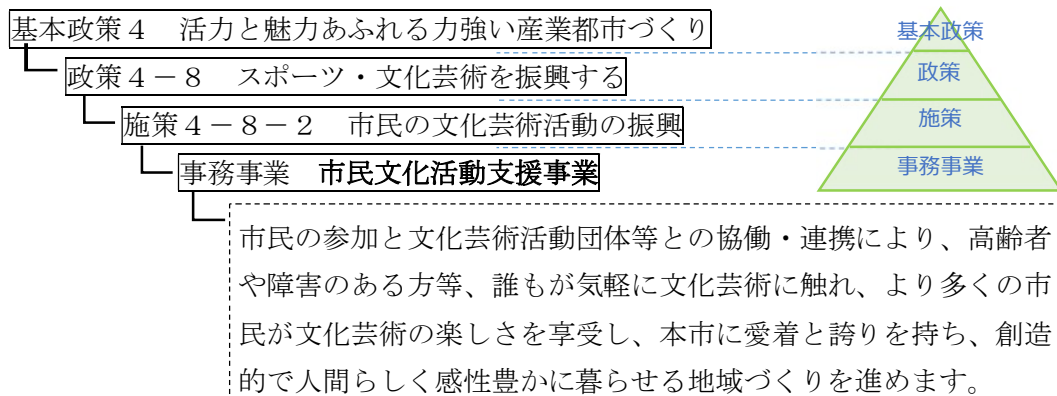 基本政策4　活力と魅力あふれる力強い産業都市づくり
政策4－8　スポーツ・文化芸術を振興する
施策4－8－2　市民の文化芸術活動の振興
事務事業　市民文化活動支援事業
市民の参加と文化芸術活動団体等との協働・連携により、高齢者
や障害のある方等、誰もが気軽に文化芸術に触れ、より多くの市
民が文化芸術の楽しさを享受し、本市に愛着と誇りを持ち、創造
的で人間らしく感性豊かに暮らせる地域づくりを進めます。
基本政策
政策
施策
事務事業